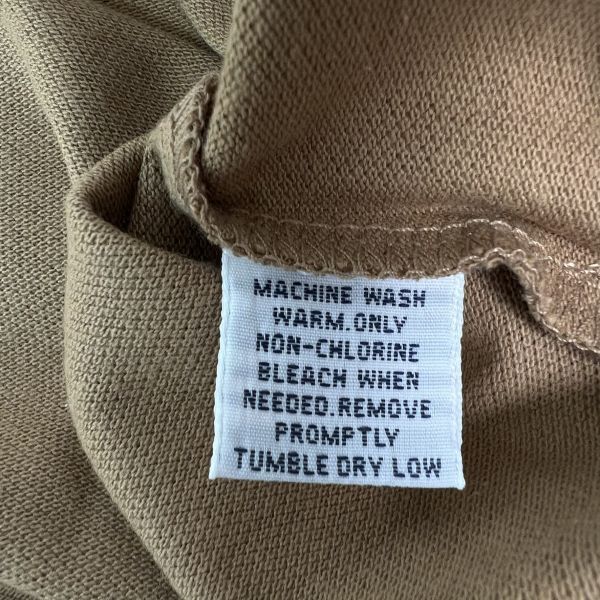 MACHINE WASH
WARM.ONLY
NON-CHLORINE
BLEACH WHEN
NEEDED.REMOVE
PROMPTLY
TUMBLE DRY LOW